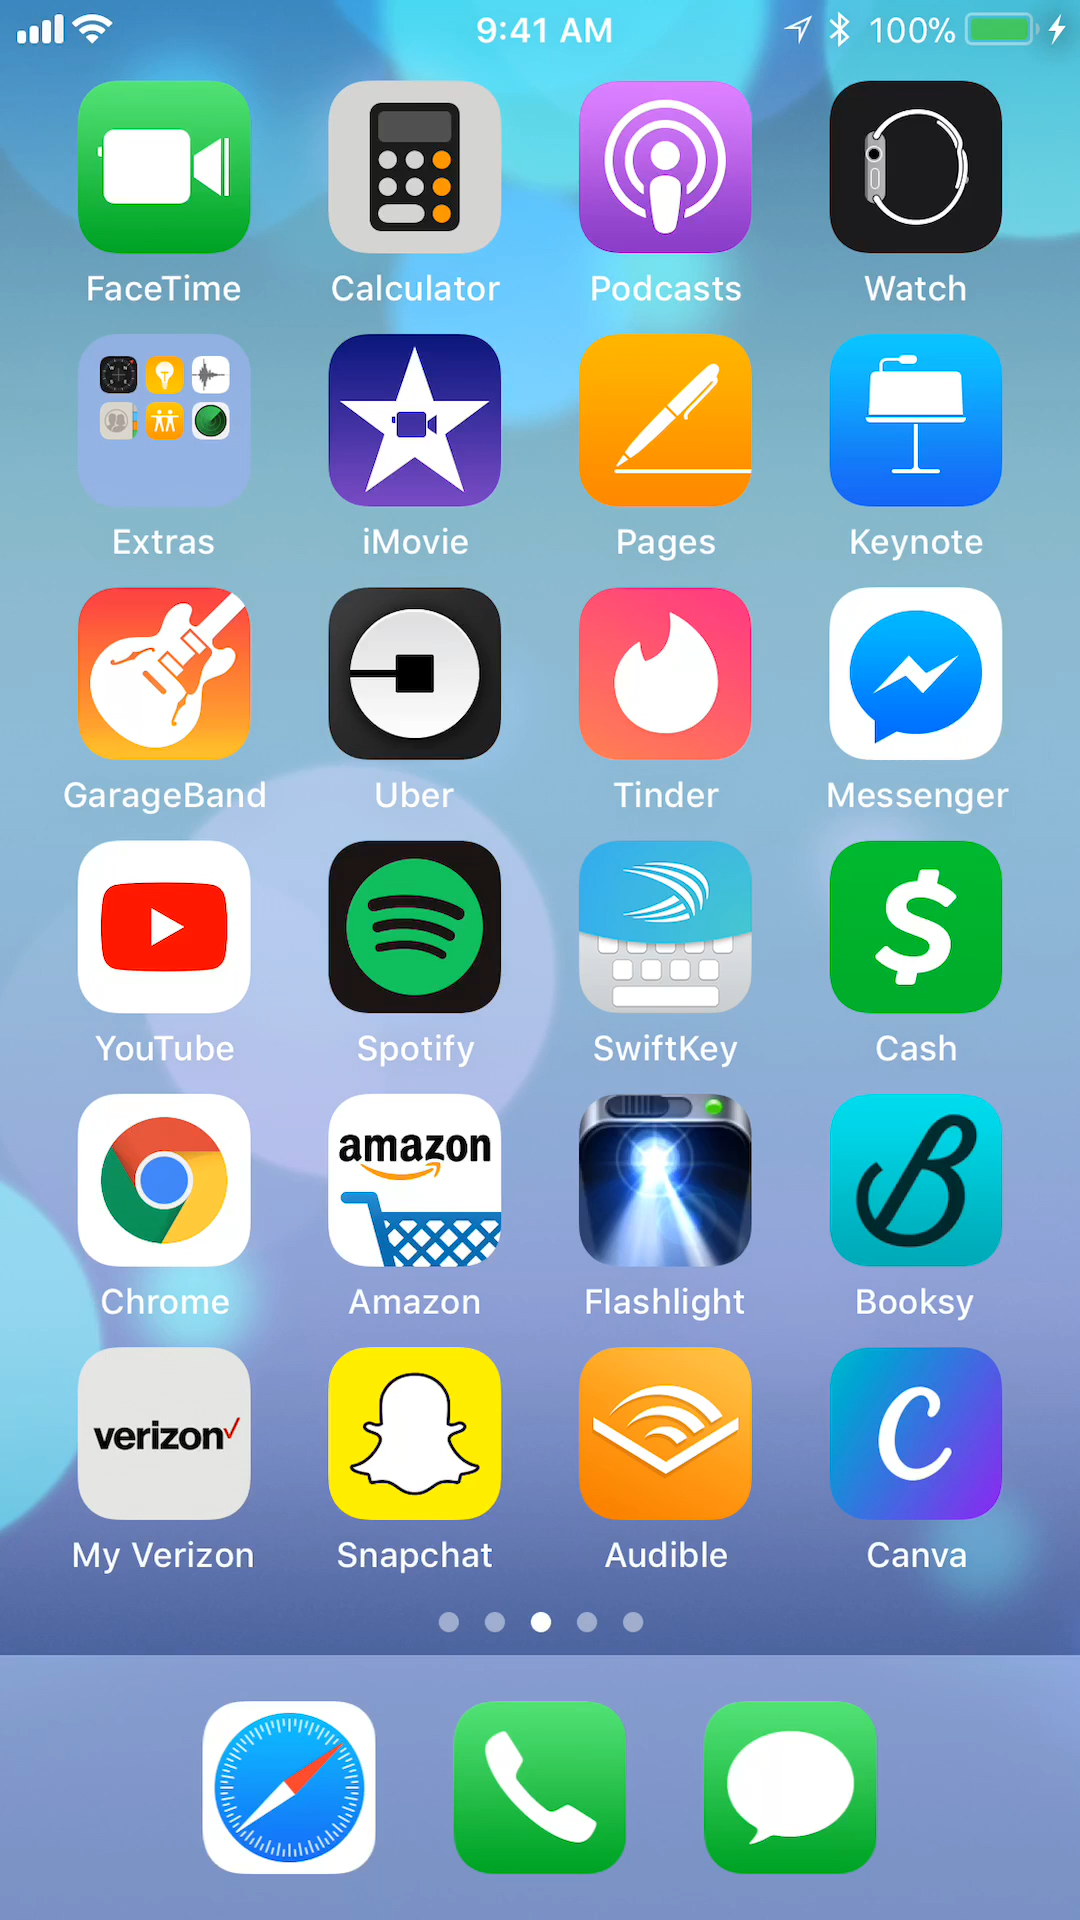 9:41 AM 100%
FaceTime Calculator Podcasts Watch
Extras iMovie Pages Keynote
GarageBand Uber Tinder Messenger
YouTube Spotify SwiftKey Cash
amazon
Chrome Amazon Flashlight Booksy
verizon
My Verizon Snapchat Audible Canva